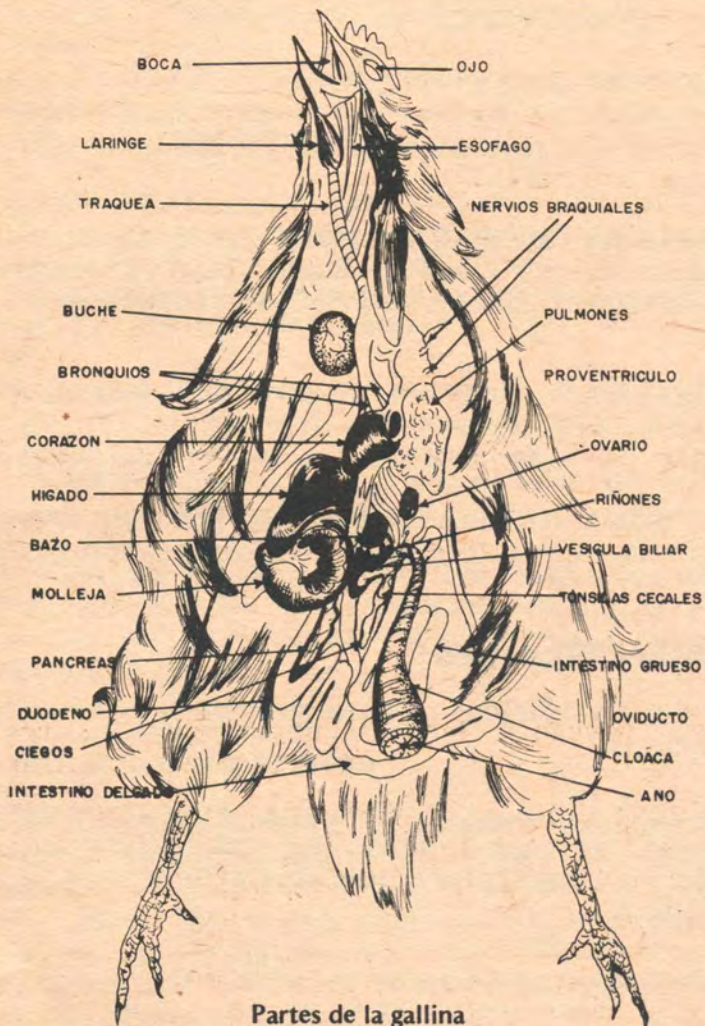 BOCA
OJO
LARINGE
ESOFAGO
TRAQUEA
NERVIOS BRAQUIALES
BUCHE
PULMONES
BRONQUIOS
PROVENTRICULO
CORAZON
OVARIO
HIGADO
RIÑONES
BAZO
VESICULA BILIAR
MOLLEJA
TONSILAS CECALES
PANCREAS
INTESTINO GRUESO
DUODENO
OVIDUCTO
CIEGOS
CLOACA
INTESTINO DELGADO
ANO
Partes de la gallina